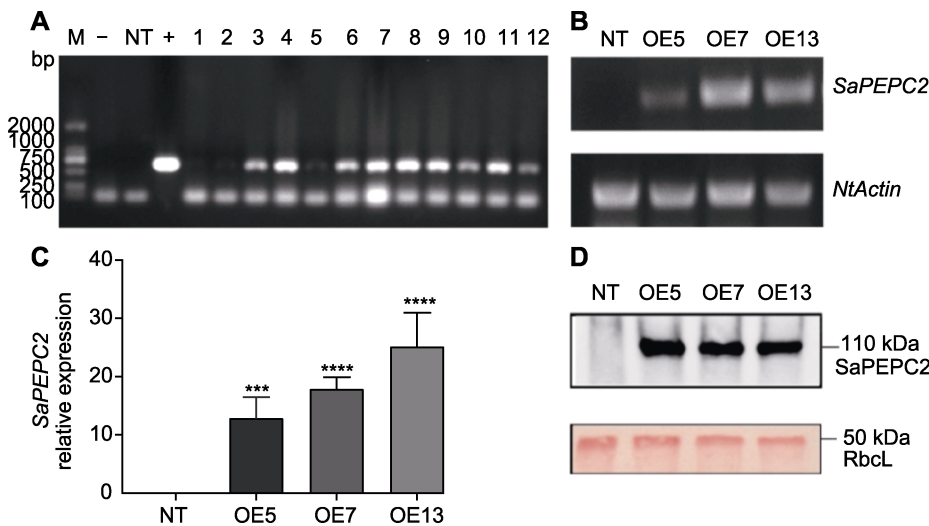 A
M − NT + 1 2 3 4 5 6 7 8 9 10 11 12
bp
2000
1000
750
500
250
100
B
NT OE5 OE7 OE13
SaPEPC2
NtActin
C
SaPEPC2
relative expression
40
30
20
10
0
***
****
****
NT OE5 OE7 OE13
D
NT OE5 OE7 OE13
110 kDa
SaPEPC2
50 kDa
RbcL